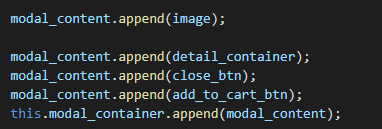 modal_content.append(image);
modal_content.append(detail_container);
modal_content.append(close_btn);
modal_content.append(add_to_cart_btn);
this.modal_container.append(modal_content);